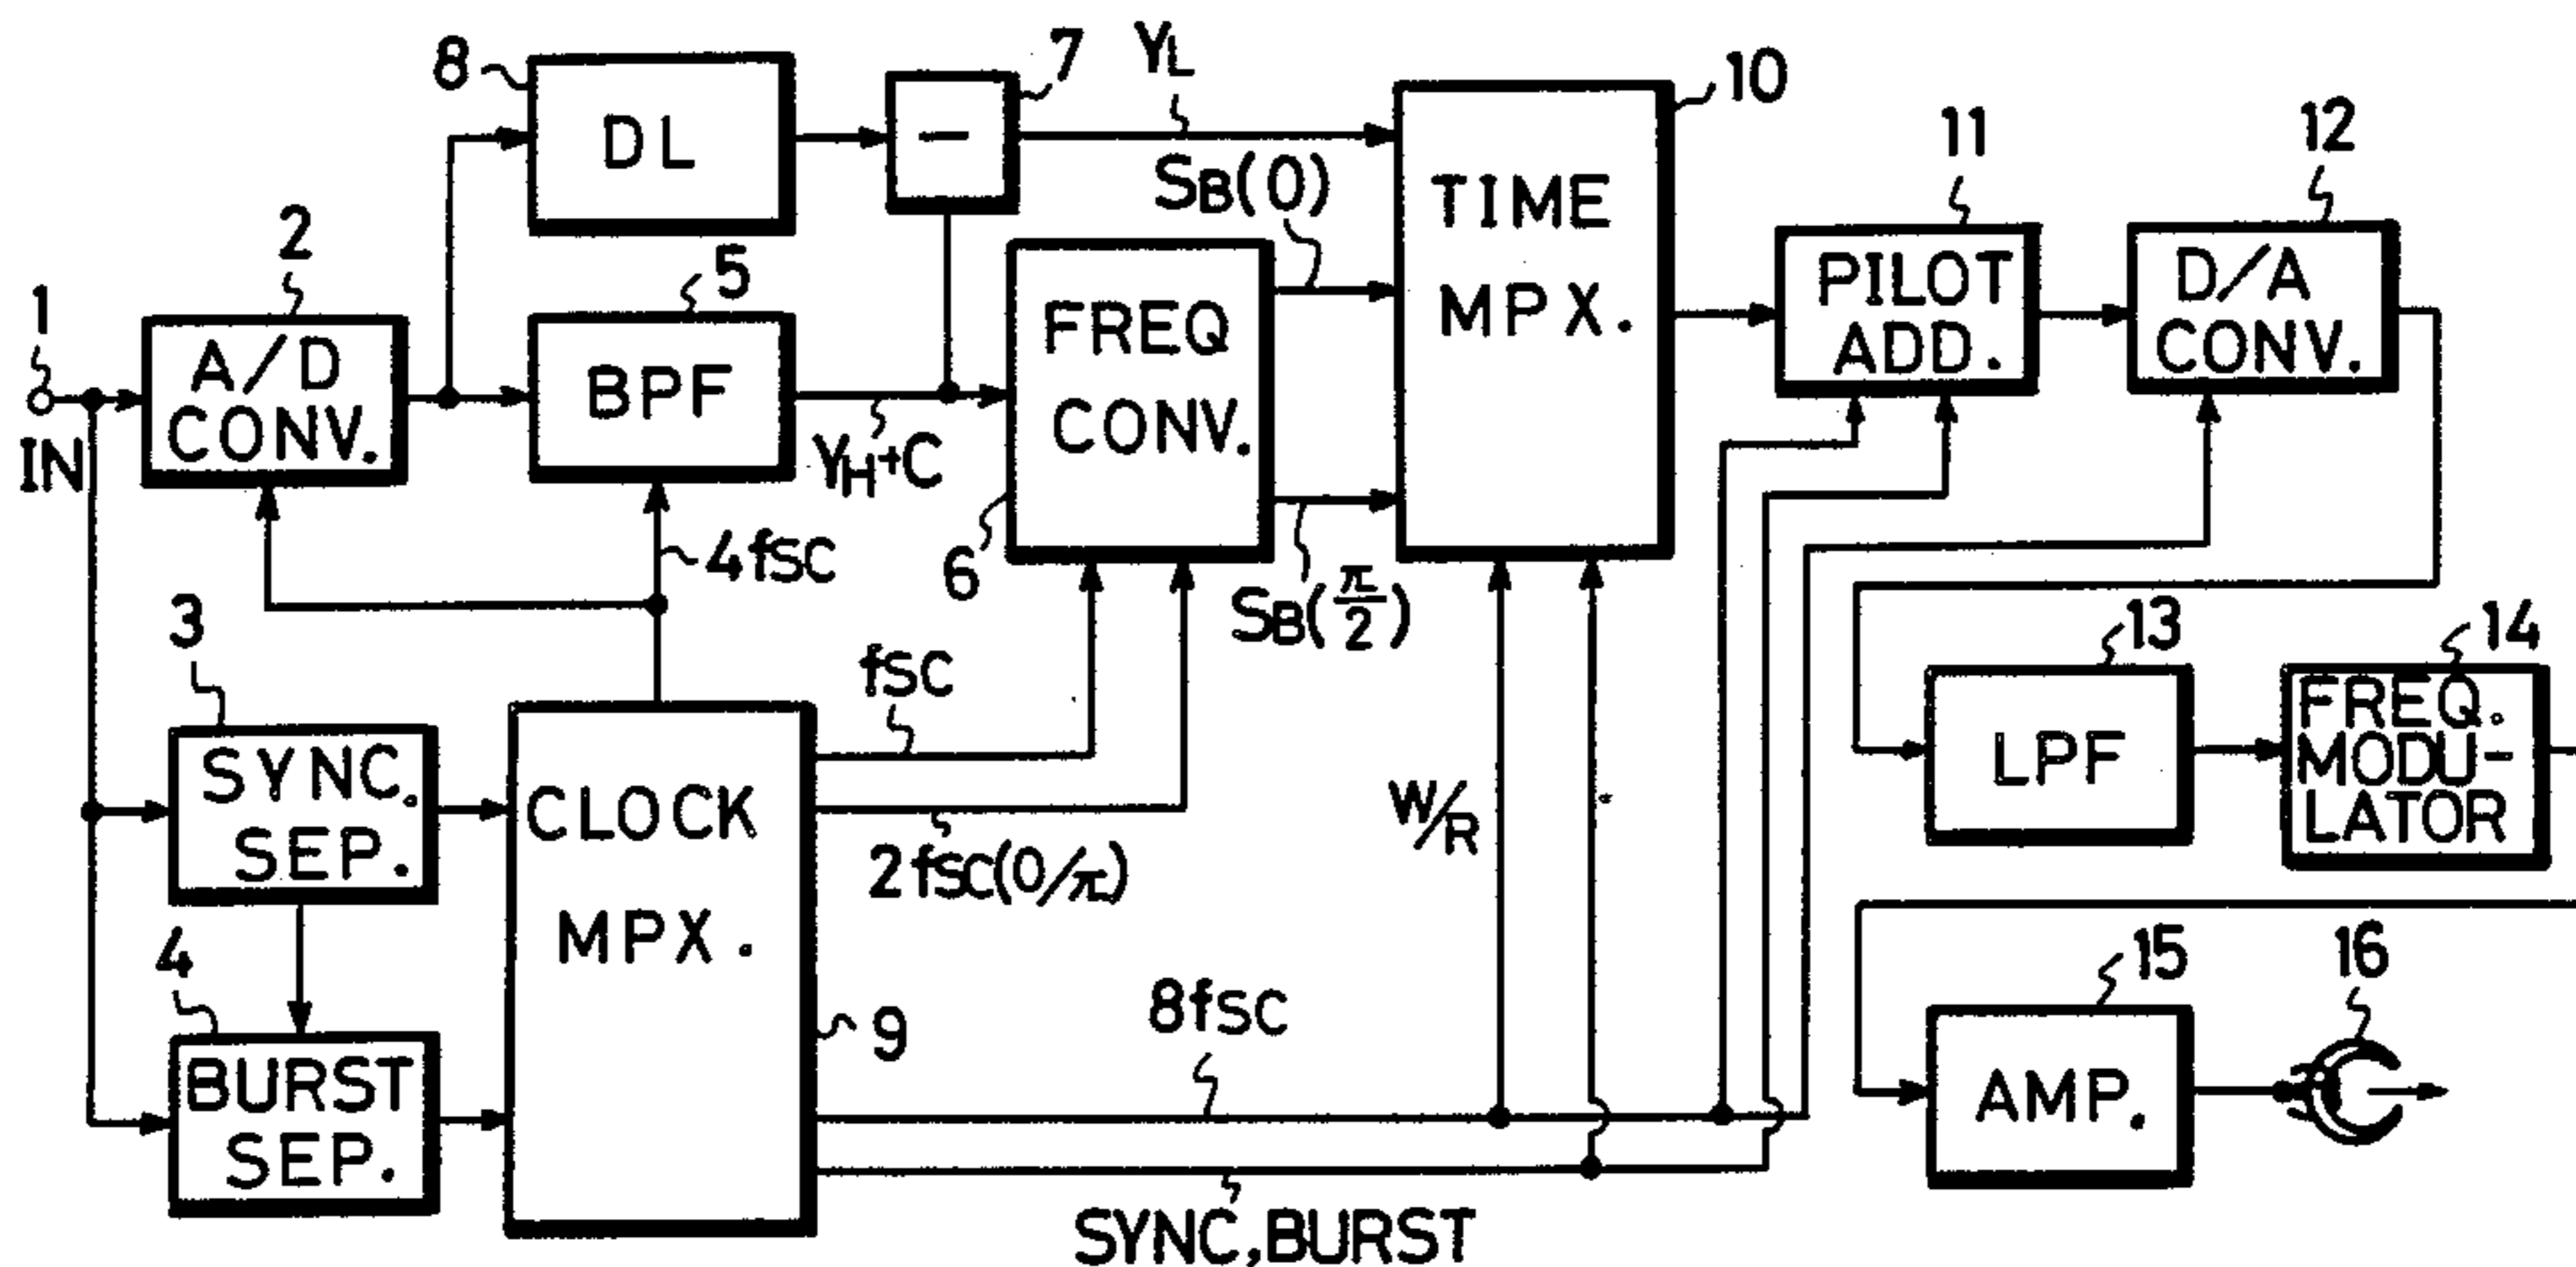 8
DL
7
—
YL
10
TIME
MPX.
SB(0)
11
PILOT
ADD.
12
D/A
CONV.
1
IN
2
A/D
CONV.
5
BPF
YH+C
FREQ
CONV.
6
SB(π/2)
4fSC
3
SYNC.
SEP.
fSC
2fSC(0/π)
CLOCK
MPX.
9
W/R
13
LPF
14
FREQ.
MODU-
LATOR
4
BURST
SEP.
8fSC
SYNC,BURST
15
AMP.
16